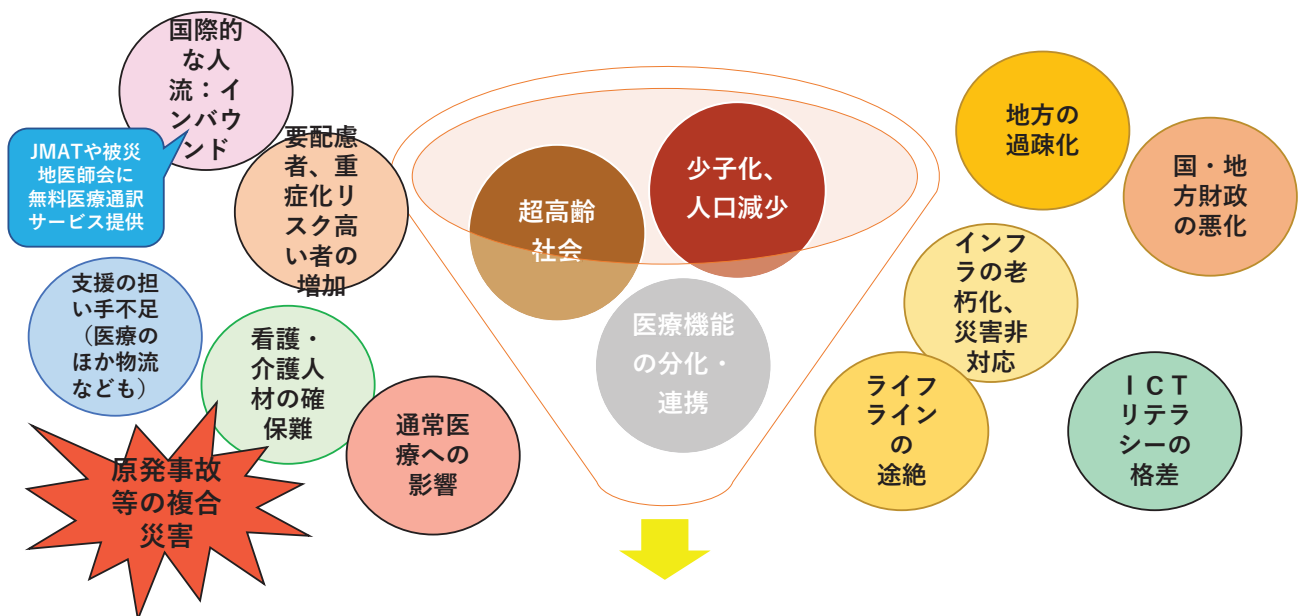 国際的
な人
流：イ
ンバウ
ンド
JMATや被災
地医師会に
無料医療通訳
サービス提供
要配慮
者、重
症化リ
スク高
い者の
増加
支援の担
い手不足
（医療の
ほか物流
なども）
看護・
介護人
材の確
保難
通常医
療への
影響
原発事故
等の複合
災害
超高齢
社会
少子化、
人口減少
医療機能
の分化・
連携
地方の
過疎化
国・地
方財政
の悪化
インフ
ラの老
朽化、
災害非
対応
ライフ
ライン
の
途絶
ＩＣＴ
リテラ
シーの
格差